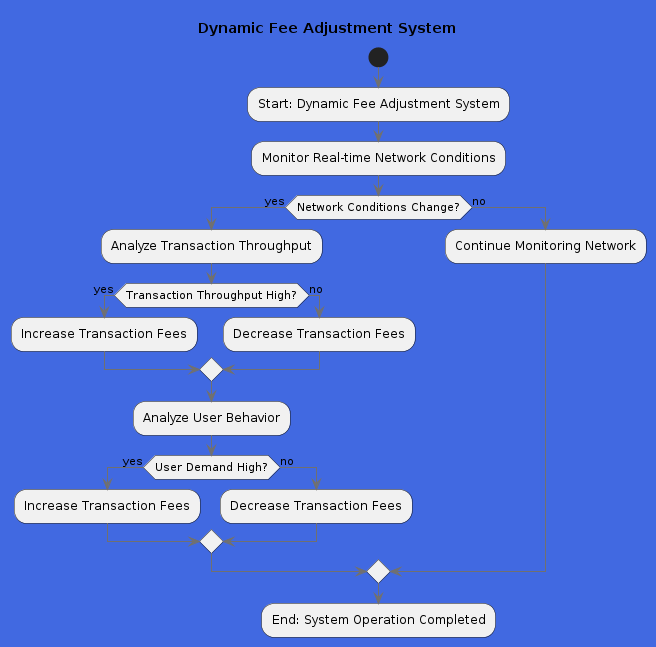 Dynamic Fee Adjustment System
Start: Dynamic Fee Adjustment System
Monitor Real-time Network Conditions
yes
Network Conditions Change?
no
Analyze Transaction Throughput
Continue Monitoring Network
yes
Transaction Throughput High?
no
Increase Transaction Fees
Decrease Transaction Fees
Analyze User Behavior
yes
User Demand High?
no
Increase Transaction Fees
Decrease Transaction Fees
End: System Operation Completed